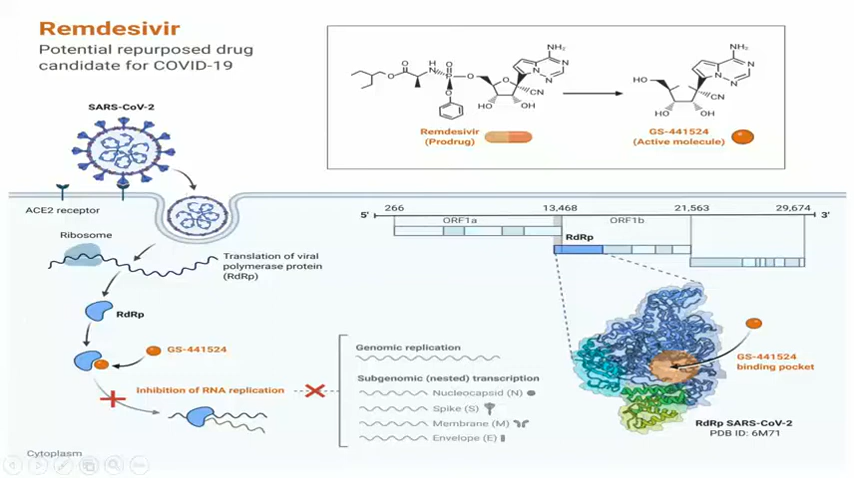 Remdesivir
Potential repurposed drug
candidate for COVID-19
SARS-CoV-2
ACE2 receptor
Ribosome
Translation of viral
polymerase protein
(RdRp)
RdRp
GS-441524
Inhibition of RNA replication
Cytoplasm
O
O
H
N
P
O
O
O
O
NH₂
N
N
N
CN
HO
OH
Remdesivir
(Prodrug)
HO
NH₂
N
N
N
CN
HO
OH
GS-441524
(Active molecule)
5'
266
13,468
21,563
29,674
3'
ORF1a
ORF1b
RdRp
Genomic replication
Subgenomic (nested) transcription
Nucleocapsid (N)
Spike (S)
Membrane (M)
Envelope (E)
GS-441524
binding pocket
RdRp SARS-CoV-2
PDB ID: 6M71